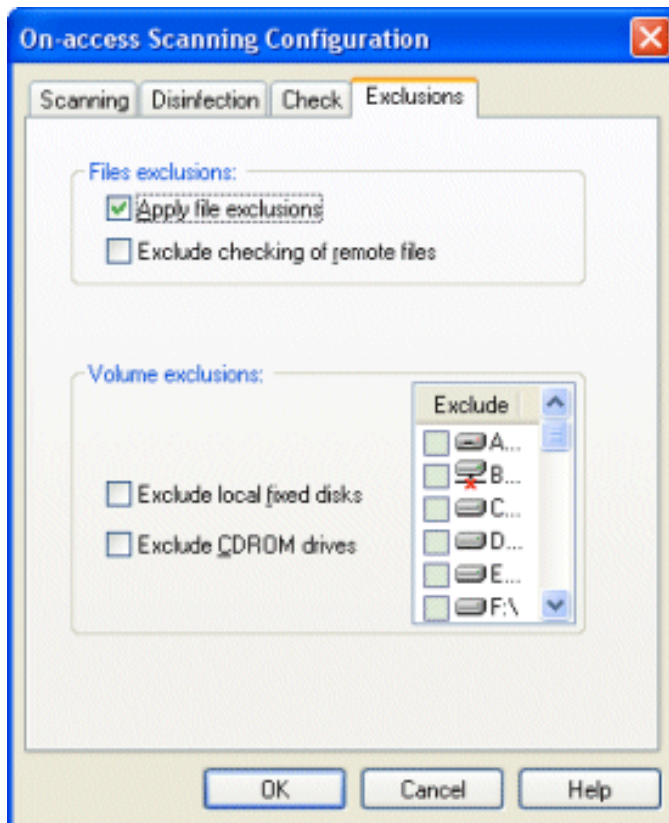 On-access Scanning Configuration
Scanning Disinfection Check Exclusions
Files exclusions:
Apply file exclusions
Exclude checking of remote files
Volume exclusions:
Exclude
A...
B...
C...
D...
E...
F:\
Exclude local fixed disks
Exclude CDROM drives
OK Cancel Help